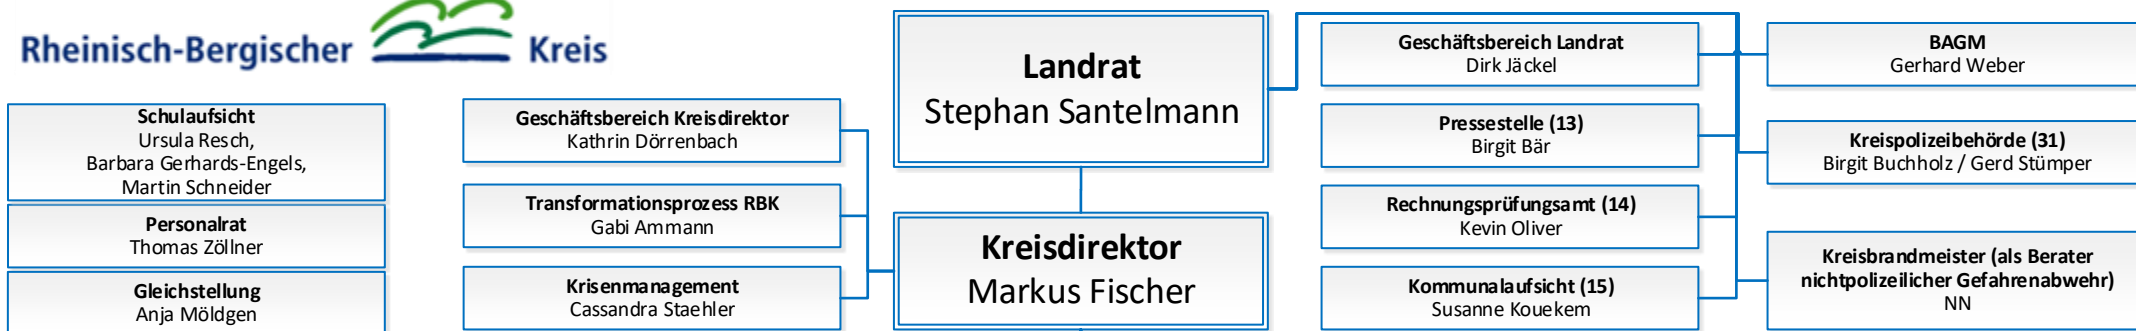 Rheinisch-Bergischer Kreis
Schulaufsicht
Ursula Resch,
Barbara Gerhards-Engels,
Martin Schneider
Personalrat
Thomas Zöllner
Gleichstellung
Anja Möldgen
Geschäftsbereich Kreisdirektor
Kathrin Dörrenbach
Transformationsprozess RBK
Gabi Ammann
Krisenmanagement
Cassandra Staehler
Landrat
Stephan Santelmann
Kreisdirektor
Markus Fischer
Geschäftsbereich Landrat
Dirk Jäckel
Pressestelle (13)
Birgit Bär
Rechnungsprüfungsamt (14)
Kevin Oliver
Kommunalaufsicht (15)
Susanne Kouekem
BAGM
Gerhard Weber
Kreispolizeibehörde (31)
Birgit Buchholz / Gerd Stümper
Kreisbrandmeister (als Berater
nichtpolizeilicher Gefahrenabwehr)
NN